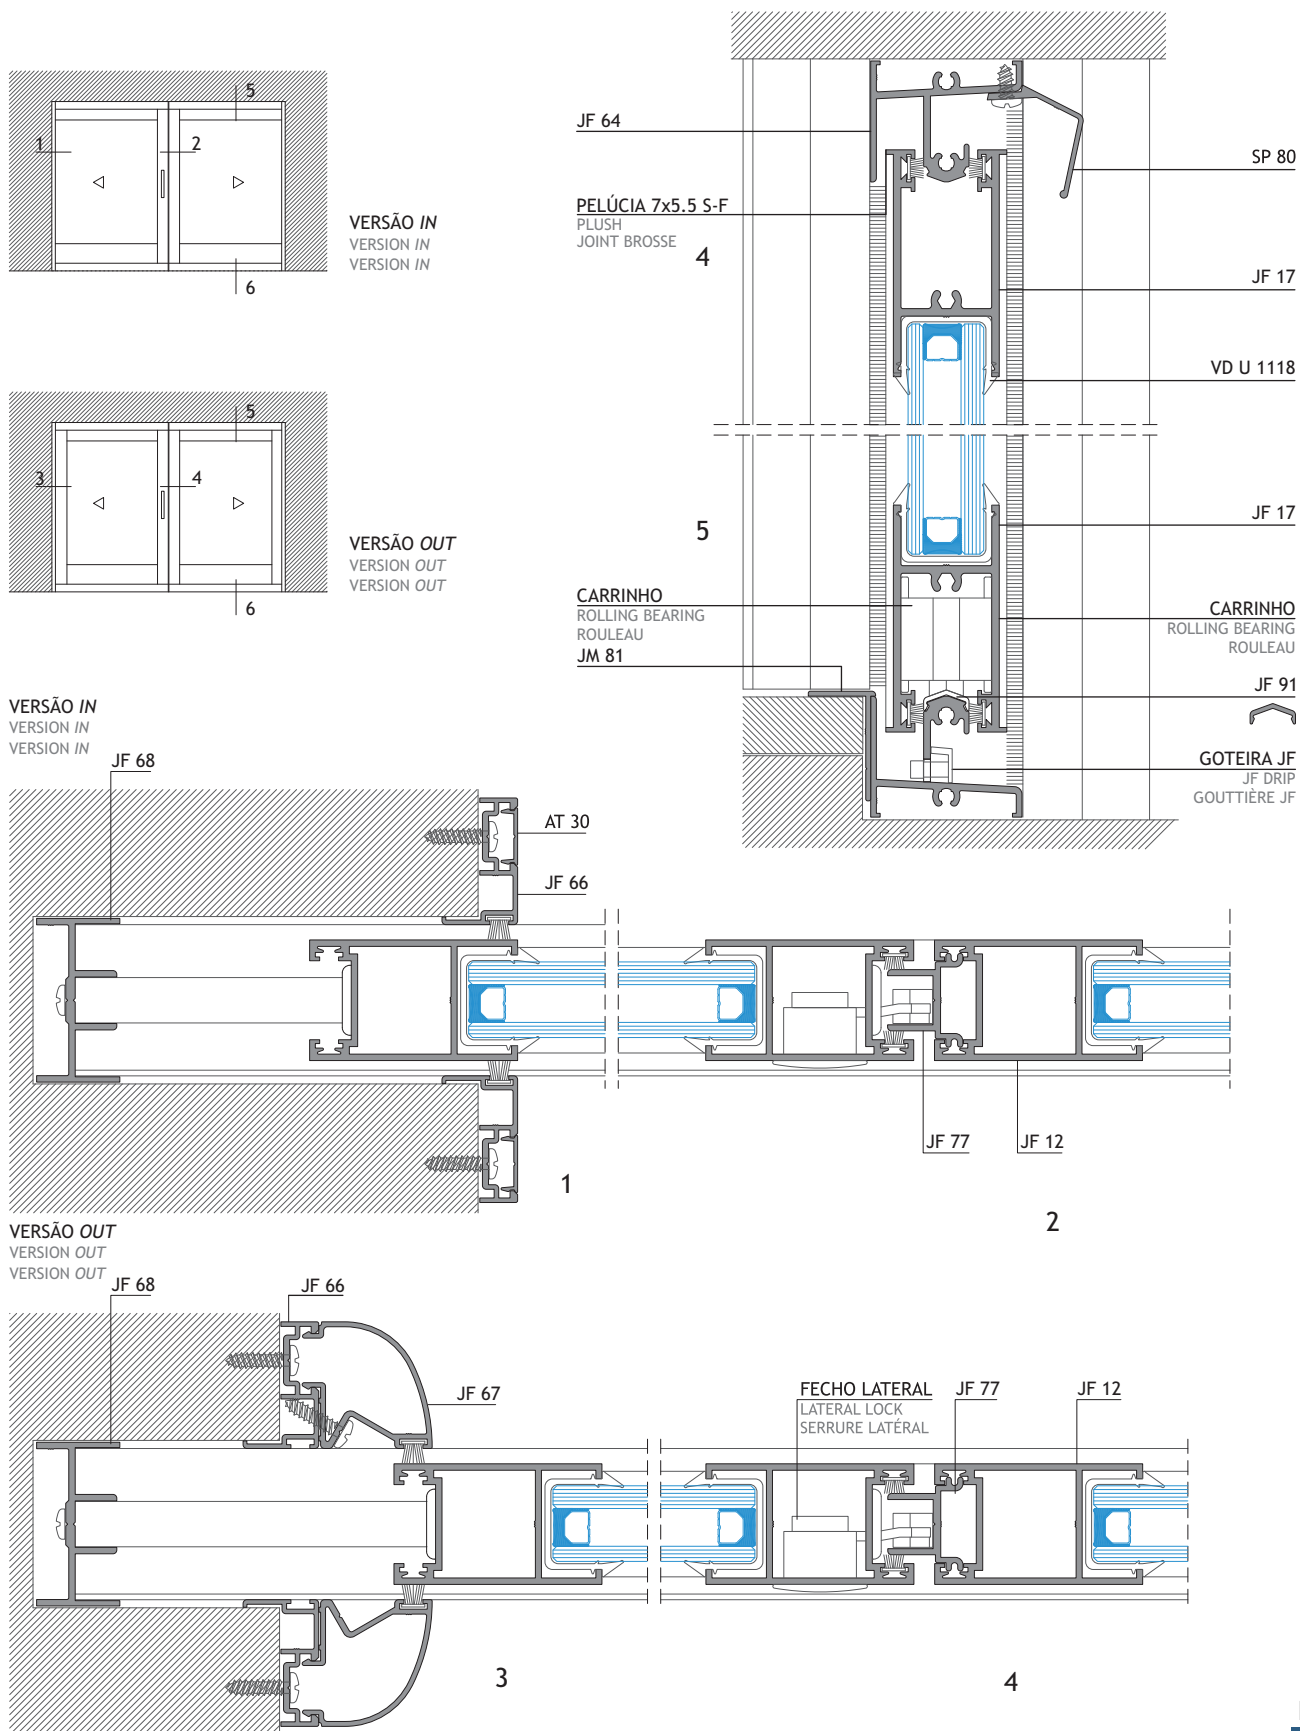 5
1
2
VERSÃO IN
VERSION IN
VERSION IN
6
5
3
4
VERSÃO OUT
VERSION OUT
VERSION OUT
6
JF 64
SP 80
PELÚCIA 7x5.5 S-F
PLUSH
JOINT BROSSE
4
JF 17
VD U 1118
5
JF 17
CARRINHO
ROLLING BEARING
ROULEAU
CARRINHO
ROLLING BEARING
ROULEAU
JM 81
JF 91
GOTEIRA JF
JF DRIP
GOUTTIÈRE JF
VERSÃO IN
VERSION IN
VERSION IN
JF 68
AT 30
JF 66
JF 77
JF 12
1
2
VERSÃO OUT
VERSION OUT
VERSION OUT
JF 68
JF 66
JF 67
FECHO LATERAL
LATERAL LOCK
SERRURE LATÉRAL
JF 77
JF 12
3
4